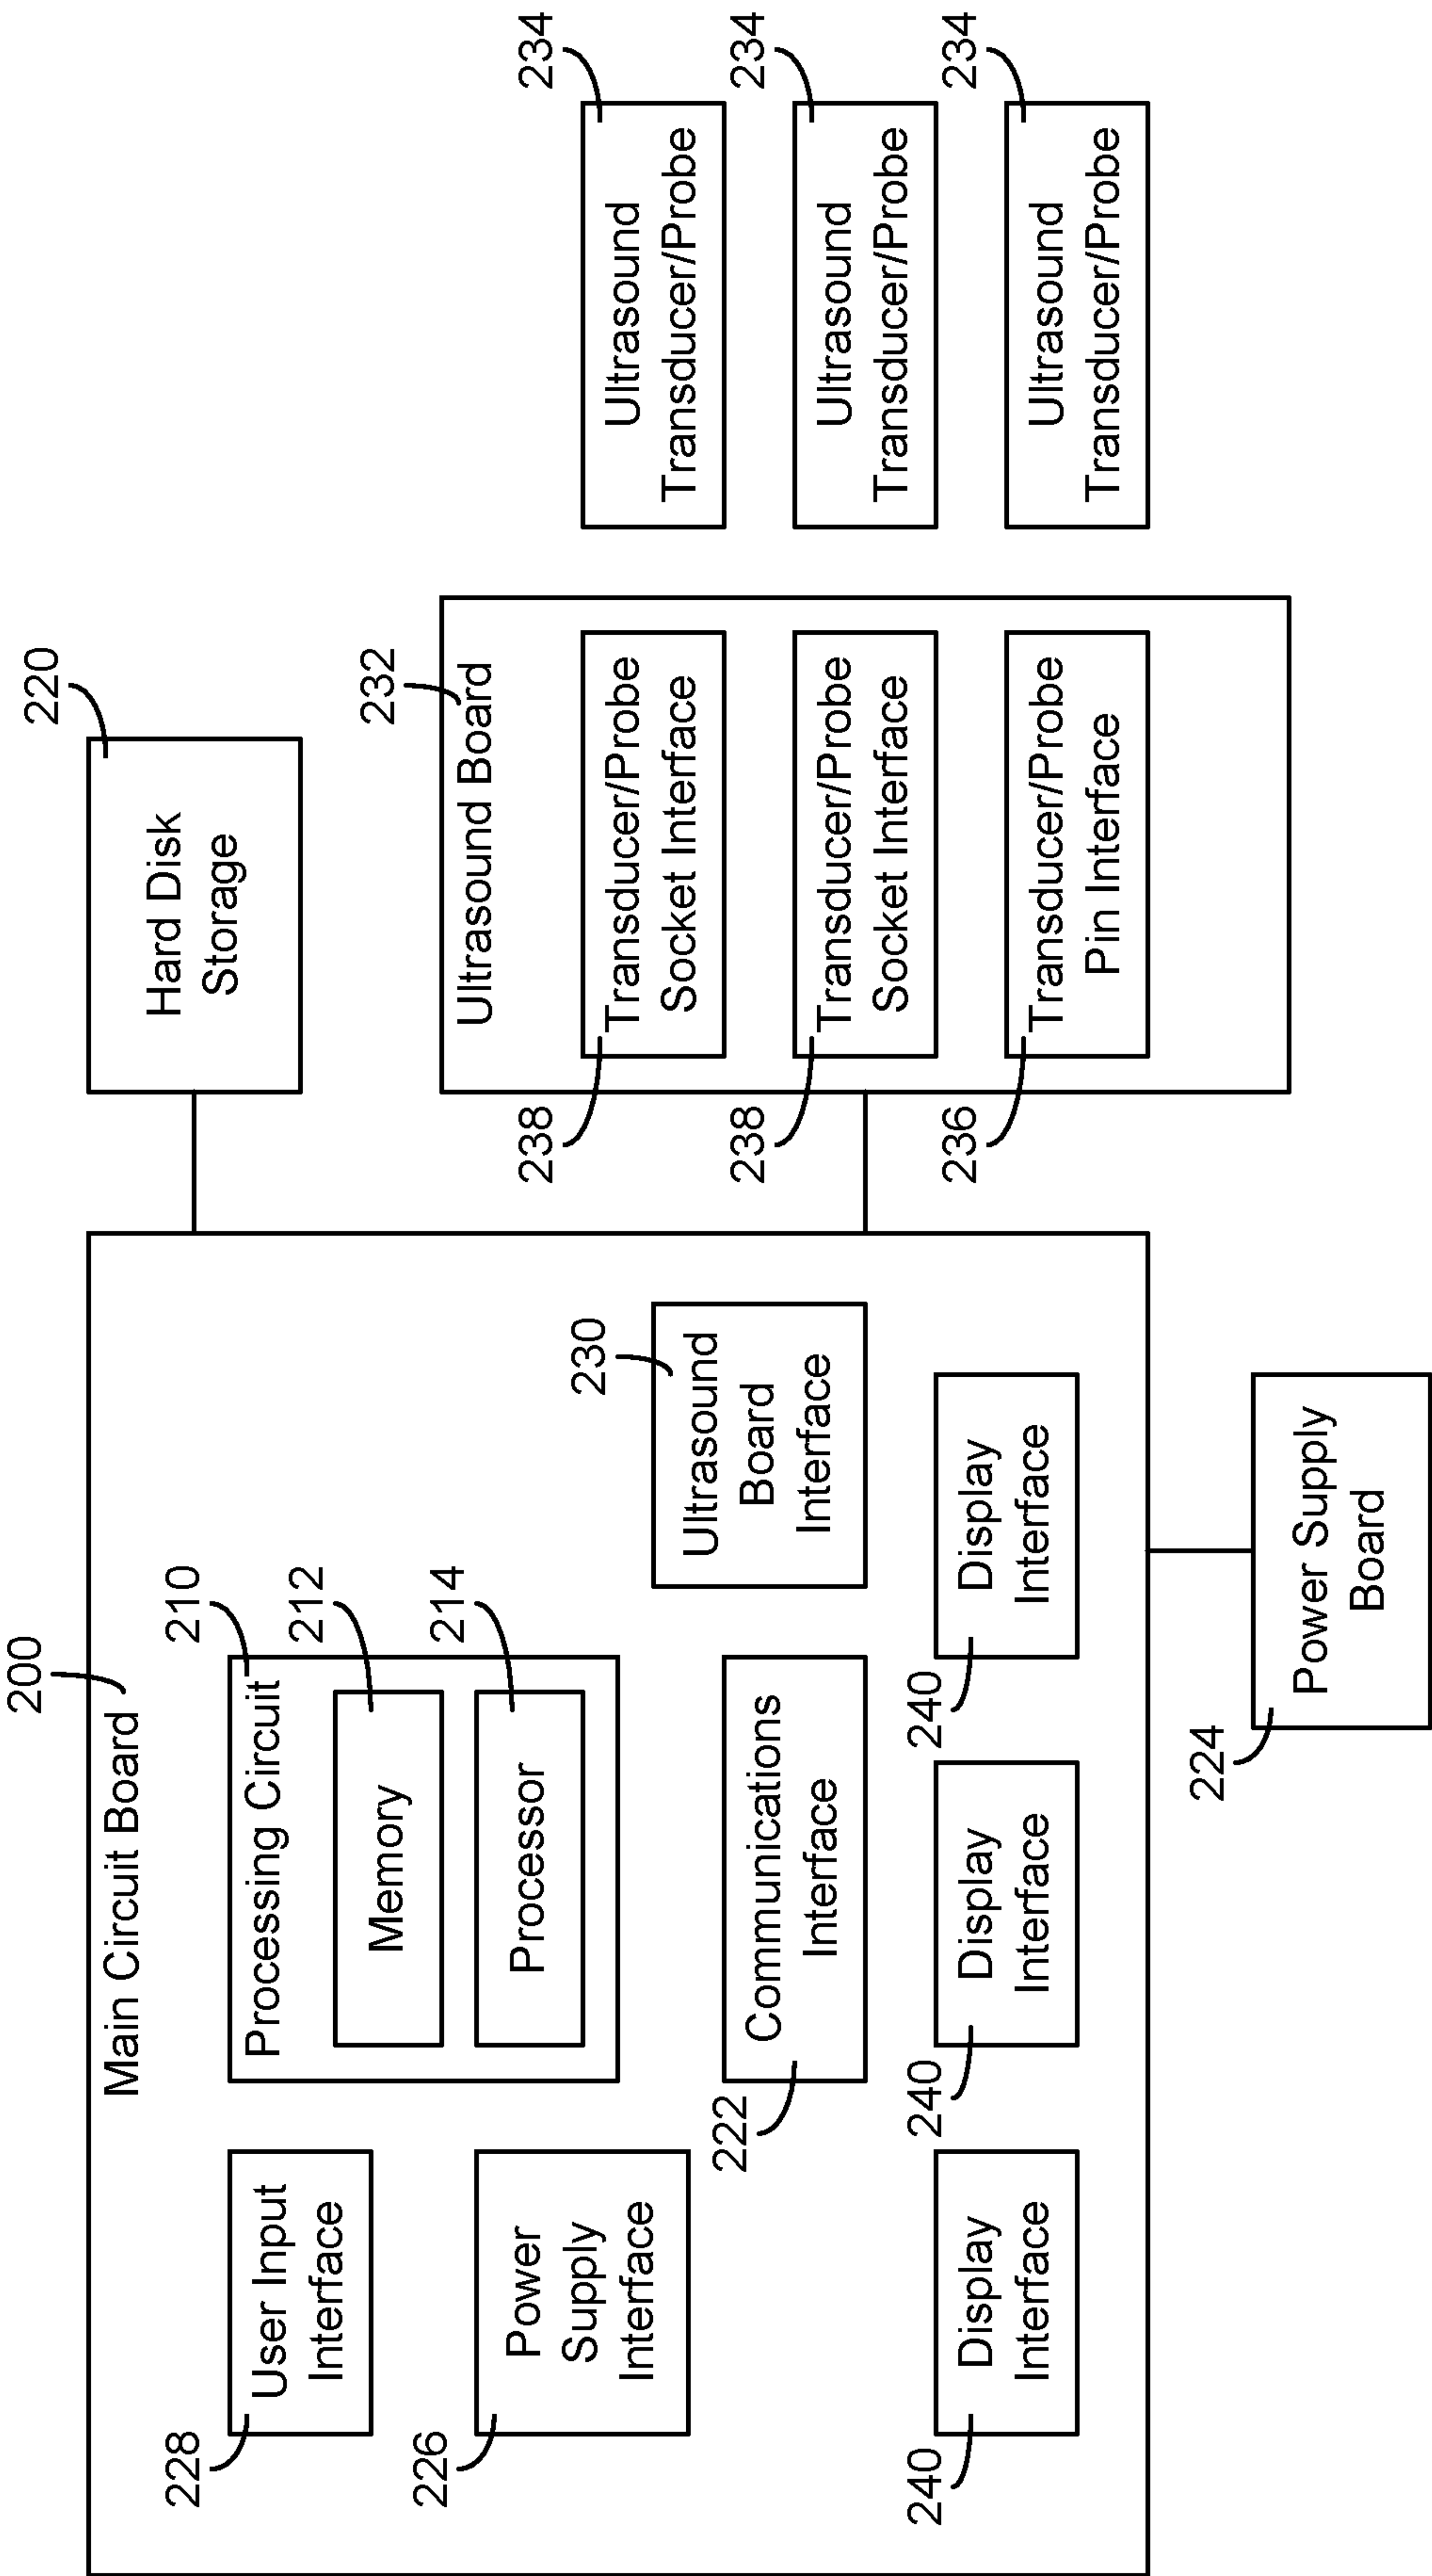 200
Main Circuit Board
228
User Input
Interface
226
Power
Supply
Interface
210
Processing Circuit
212
Memory
214
Processor
222
Communications
Interface
230
Ultrasound
Board
Interface
240
Display
Interface
240
Display
Interface
240
Display
Interface
224
Power Supply
Board
220
Hard Disk
Storage
232
Ultrasound Board
238
Transducer/Probe
Socket Interface
238
Transducer/Probe
Socket Interface
236
Transducer/Probe
Pin Interface
234
Ultrasound
Transducer/Probe
234
Ultrasound
Transducer/Probe
234
Ultrasound
Transducer/Probe